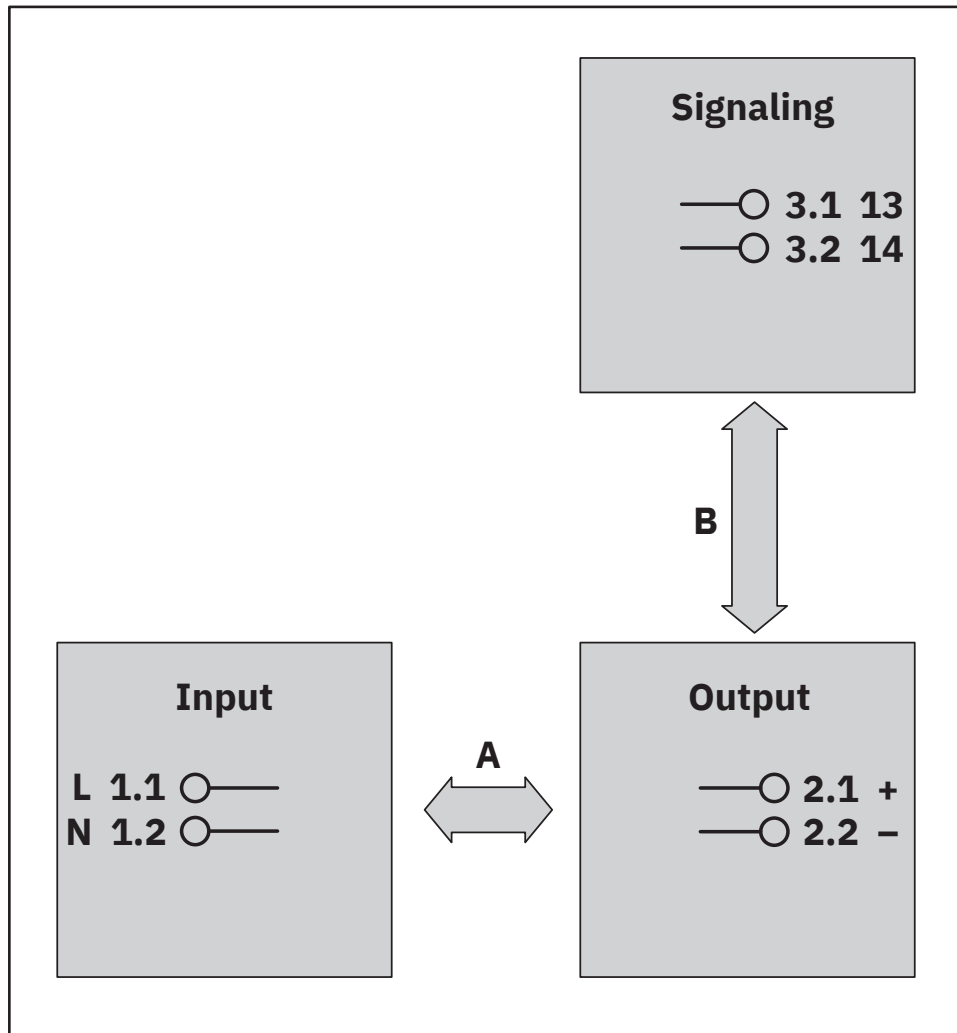 Signaling
3.1 13
3.2 14
B
Input
L 1.1
N 1.2
A
Output
2.1 +
2.2 –